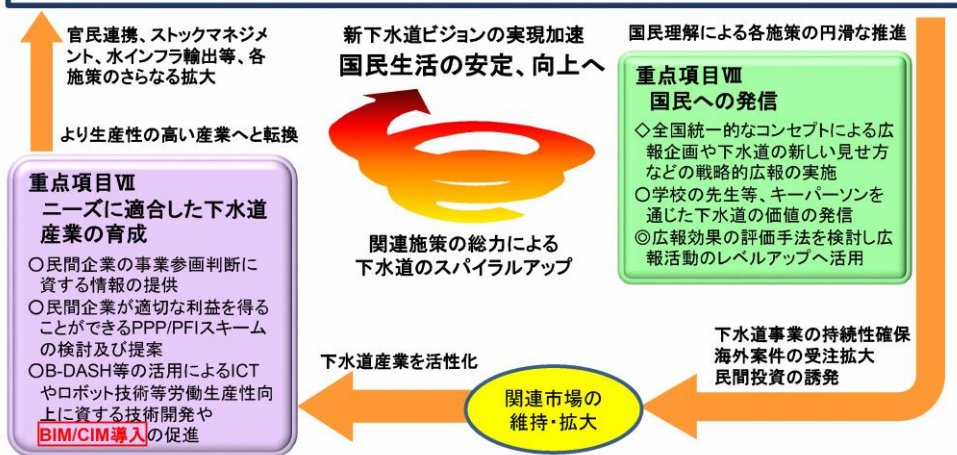 官民連携、ストックマネジメ
ント、水インフラ輸出等、各
施策のさらなる拡大
より生産性の高い産業へと転換
新下水道ビジョンの実現加速
国民生活の安定、向上へ
関連施策の総力による
下水道のスパイラルアップ
国民理解による各施策の円滑な推進
重点項目Ⅷ
国民への発信
◇全国統一的なコンセプトによる広
報企画や下水道の新しい見せ方
などの戦略的広報の実施
○学校の先生等、キーパーソンを
通じた下水道の価値の発信
◎広報効果の評価手法を検討し広
報活動のレベルアップへ活用
重点項目Ⅶ
ニーズに適合した下水道
産業の育成
○民間企業の事業参画判断に
資する情報の提供
○民間企業が適切な利益を得る
ことができるPPP/PFIスキーム
の検討及び提案
○B-DASH等の活用によるICT
やロボット技術等労働生産性向
上に資する技術開発や
BIM/CIM導入の促進
下水道産業を活性化
関連市場の
維持・拡大
下水道事業の持続性確保
海外案件の受注拡大
民間投資の誘発